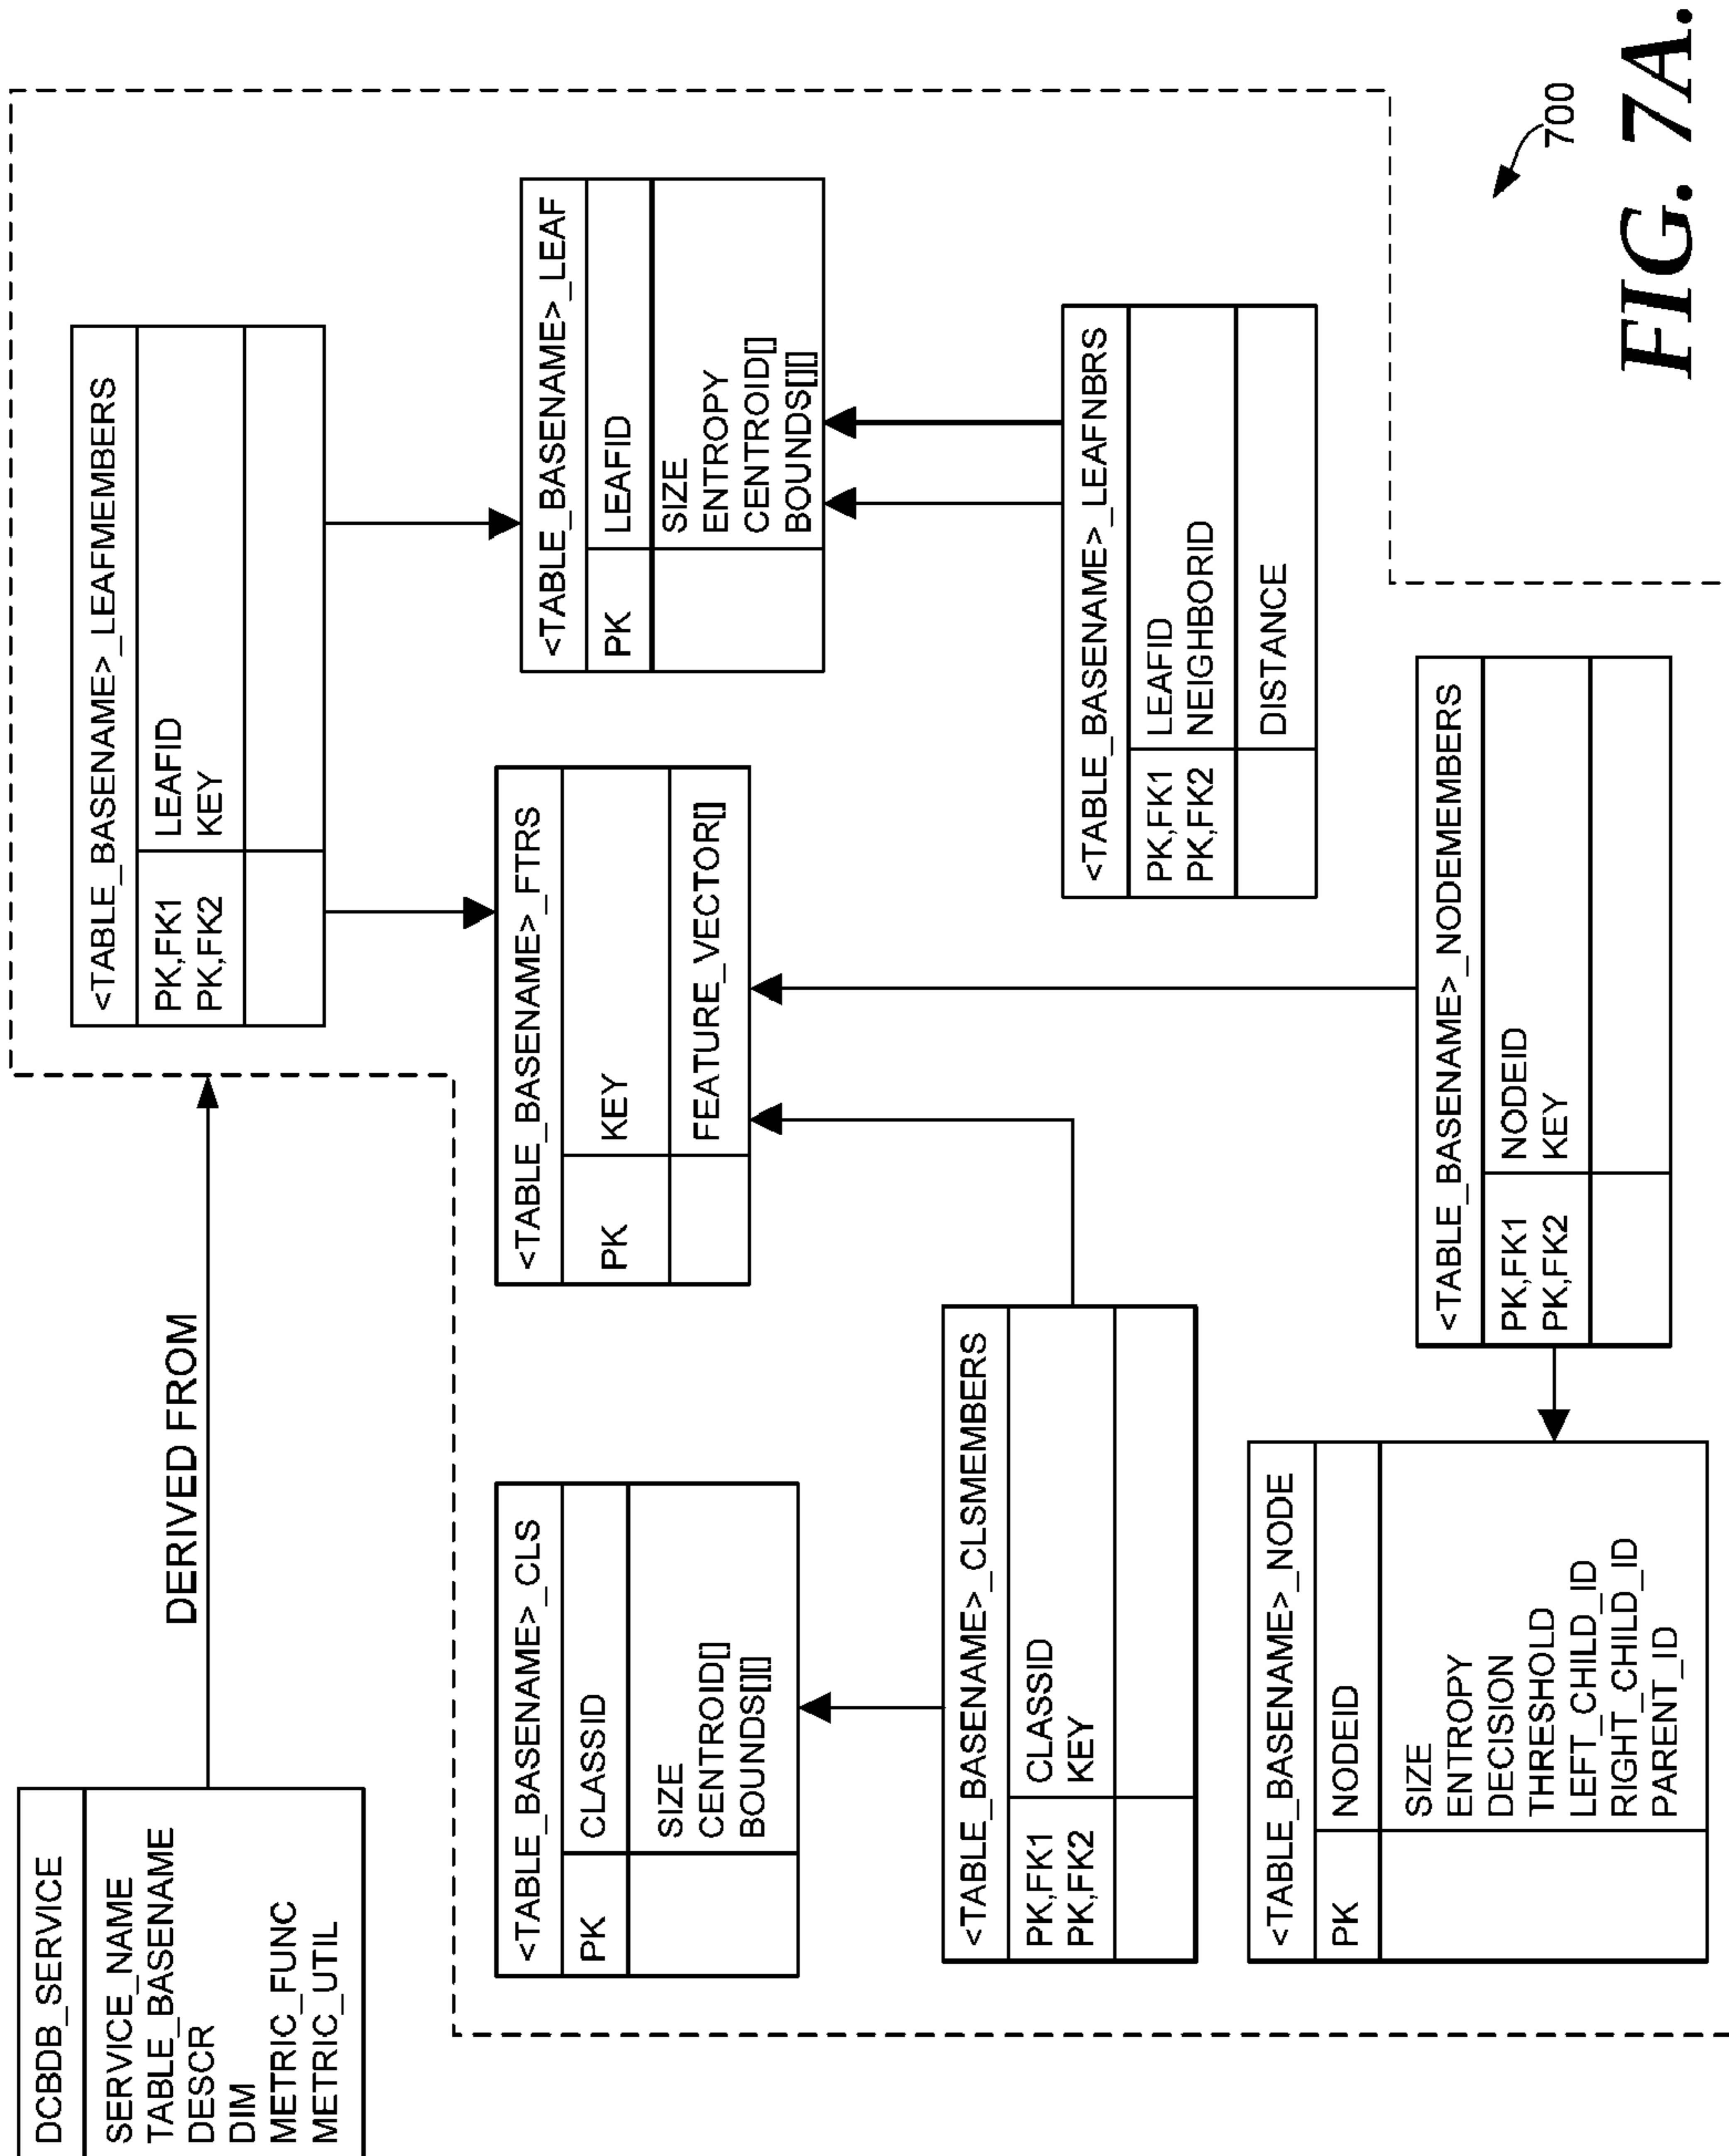 DCBDB_SERVICE
SERVICE_NAME
TABLE_BASENAME
DESCR
DIM
METRIC_FUNC
METRIC_UTIL
DERIVED FROM
<TABLE_BASENAME>_LEAFMEMBERS
PK,FK1 LEAFID
PK,FK2 KEY
<TABLE_BASENAME>_CLS
PK CLASSID
SIZE
CENTROID[]
BOUNDS[][]
<TABLE_BASENAME>_FTRS
PK KEY
FEATURE_VECTOR[]
<TABLE_BASENAME>_LEAF
PK LEAFID
SIZE
ENTROPY
CENTROID[]
BOUNDS[][]
<TABLE_BASENAME>_CLSMEMBERS
PK,FK1 CLASSID
PK,FK2 KEY
<TABLE_BASENAME>_LEAFNBRS
PK,FK1 LEAFID
PK,FK2 NEIGHBORID
DISTANCE
<TABLE_BASENAME>_NODE
PK NODEID
SIZE
ENTROPY
DECISION
THRESHOLD
LEFT_CHILD_ID
RIGHT_CHILD_ID
PARENT_ID
<TABLE_BASENAME>_NODEMEMBERS
PK,FK1 NODEID
PK,FK2 KEY
700
FIG. 7A.